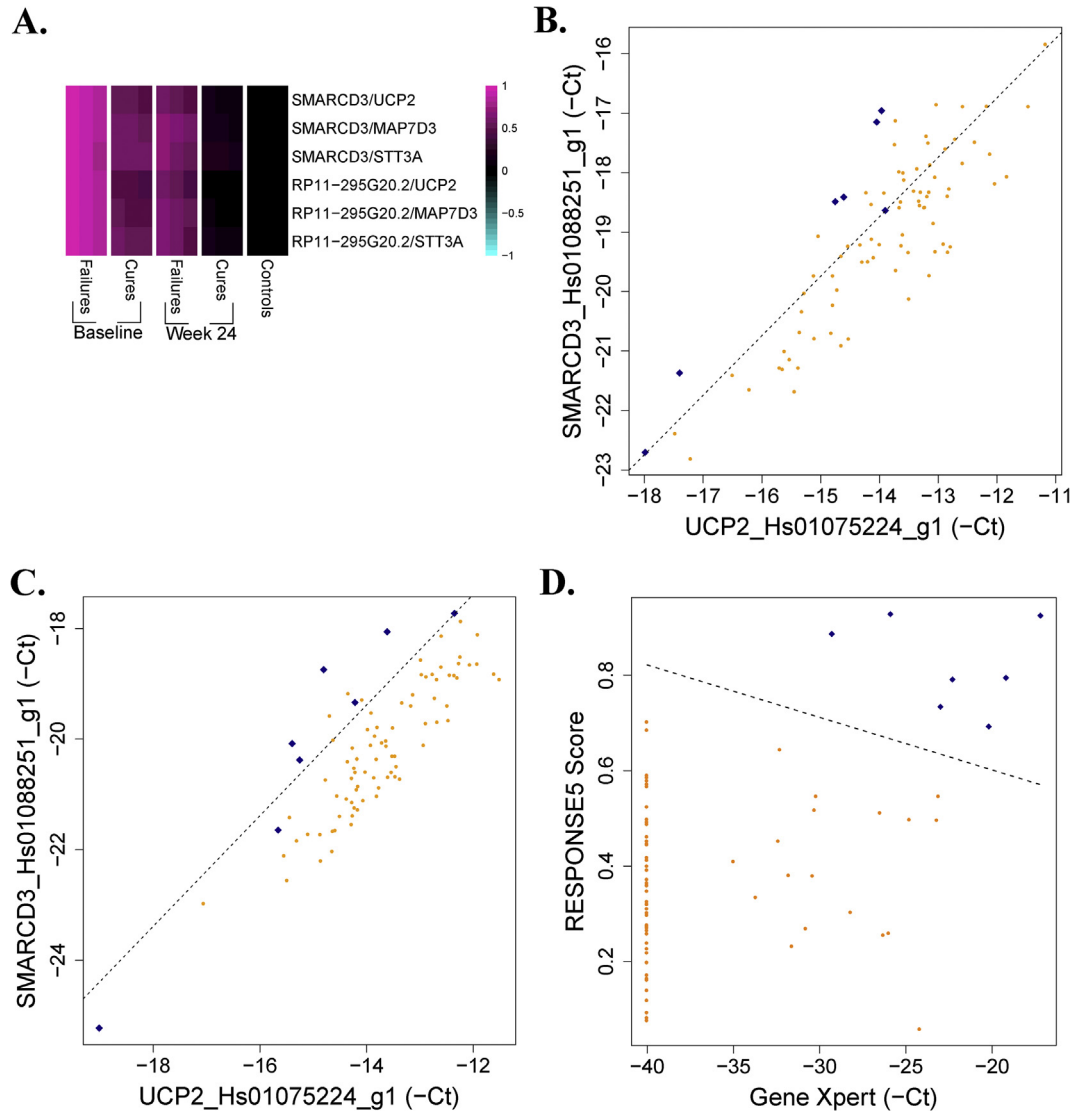 A.
SMARCD3/UCP2
SMARCD3/MAP7D3
SMARCD3/STT3A
RP11−295G20.2/UCP2
RP11−295G20.2/MAP7D3
RP11−295G20.2/STT3A
1
0.5
0
−0.5
−1
Failures
Cures
Failures
Cures
Controls
Baseline
Week 24
B.
SMARCD3_Hs01088251_g1 (−Ct)
−16
−17
−18
−19
−20
−21
−22
−23
−18 −17 −16 −15 −14 −13 −12 −11
UCP2_Hs01075224_g1 (−Ct)
C.
SMARCD3_Hs01088251_g1 (−Ct)
−18
−20
−22
−24
−18 −16 −14 −12
UCP2_Hs01075224_g1 (−Ct)
D.
RESPONSE5 Score
0.8
0.6
0.4
0.2
−40 −35 −30 −25 −20
Gene Xpert (−Ct)